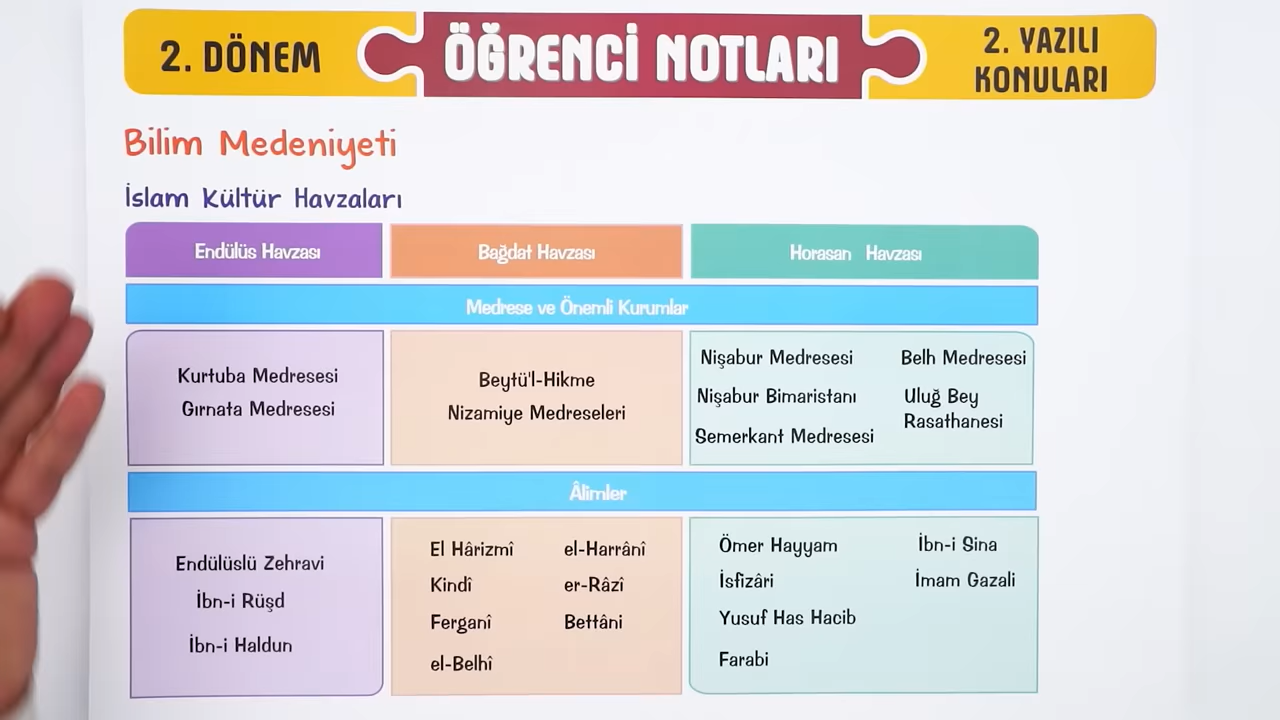 2. DÖNEM
ÖĞRENCİ NOTLARI
2. YAZILI
KONULARI
Bilim Medeniyeti
İslam Kültür Havzaları
Endülüs Havzası
Bağdat Havzası
Horasan Havzası
Medrese ve Önemli Kurumlar
Kurtuba Medresesi
Gırnata Medresesi
Beytü'l-Hikme
Nizamiye Medreseleri
Nişabur Medresesi
Nişabur Bimaristanı
Semerkant Medresesi
Belh Medresesi
Uluğ Bey
Rasathanesi
Âlimler
Endülüslü Zehravi
İbn-i Rüşd
İbn-i Haldun
El Hârizmî
Kindî
Ferganî
el-Belhî
el-Harrânî
er-Râzî
Bettâni
Ömer Hayyam
İsfizâri
Yusuf Has Hacib
Farabi
İbn-i Sina
İmam Gazali